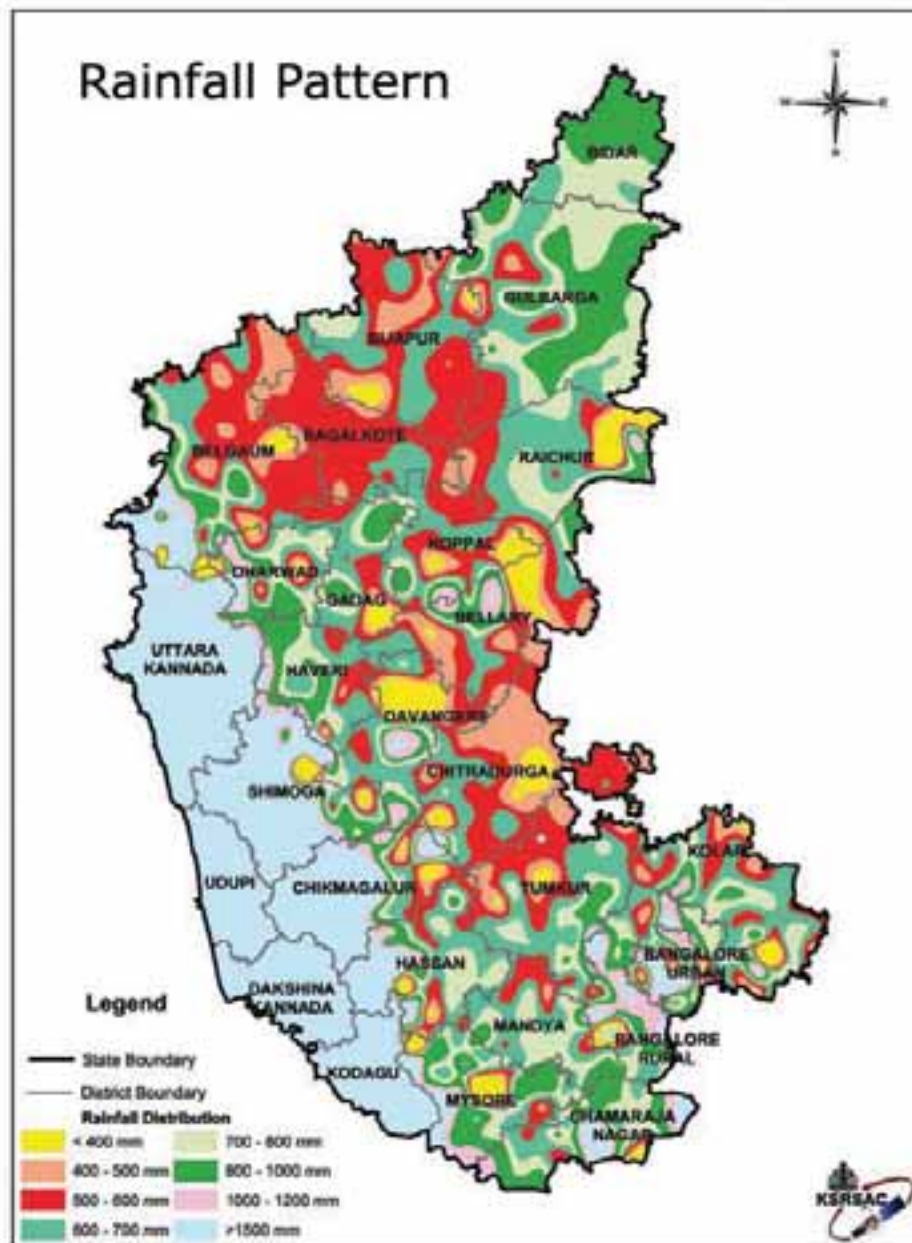 Rainfall Pattern
N
W
E
S
BIDAR
GULBARGA
BIJAPUR
BAGALKOTE
BELGAUM
RAICHUR
KOPPAL
DHARWAD
GADAG
BELLARY
UTTARA
KANNADA
HAVERI
DAVANGERE
CHITRADURGA
SHIMOGA
KOLAR
UDUPI
CHIKMAGALUR
TUMKUR
HASSAN
BANGALORE
URBAN
DAKSHINA
KANNADA
MANDYA
BANGALORE
RURAL
KODAGU
MYSORE
CHAMARAJA
NAGAR
Legend
State Boundary
District Boundary
Rainfall Distribution
< 400 mm
700 - 800 mm
400 - 500 mm
800 - 1000 mm
500 - 600 mm
1000 - 1200 mm
600 - 700 mm
>1500 mm
KSRSAC